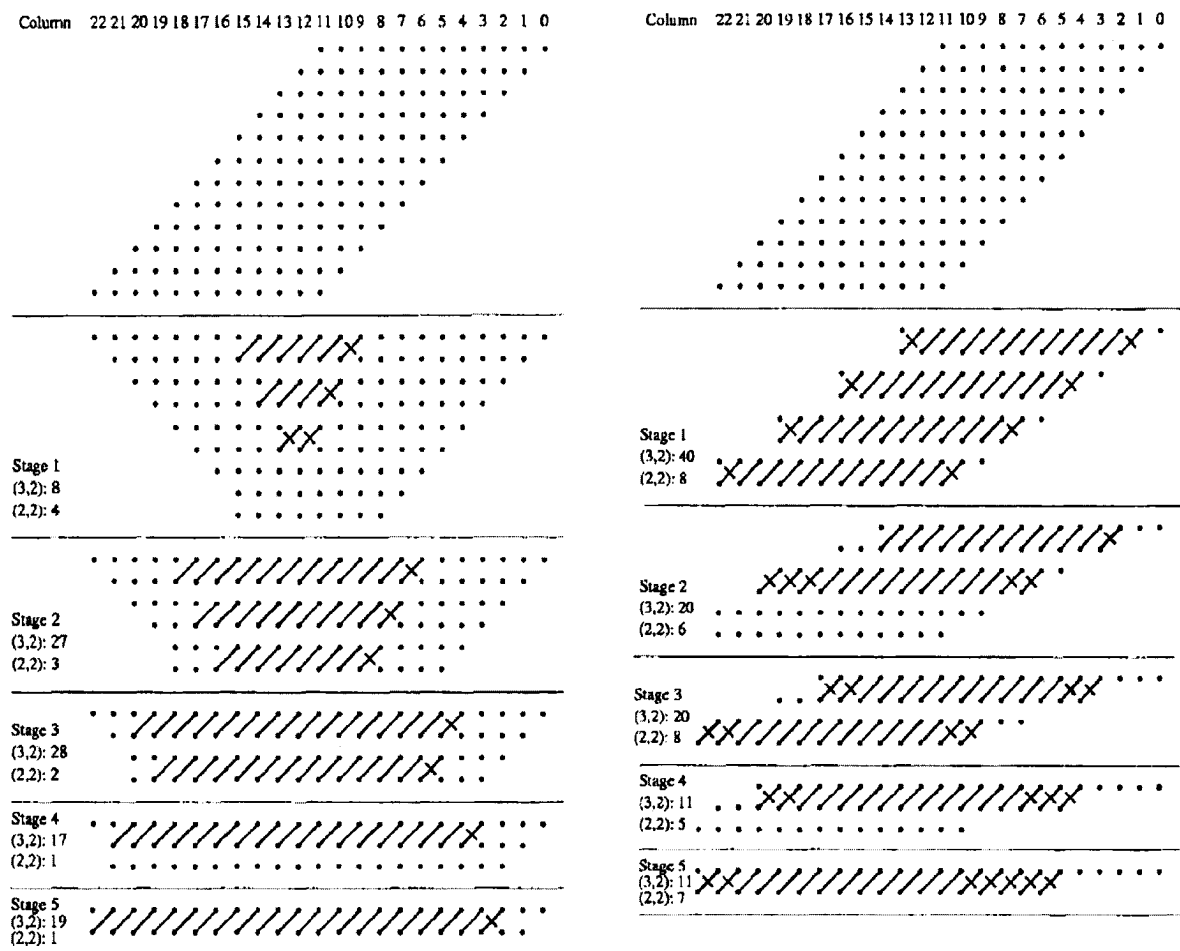 Column 22 21 20 19 18 17 16 15 14 13 12 11 10 9 8 7 6 5 4 3 2 1 0
Stage 1
(3,2): 8
(2,2): 4
Stage 2
(3,2): 27
(2,2): 3
Stage 3
(3,2): 28
(2,2): 2
Stage 4
(3,2): 17
(2,2): 1
Stage 5
(3,2): 19
(2,2): 1
Column 22 21 20 19 18 17 16 15 14 13 12 11 10 9 8 7 6 5 4 3 2 1 0
Stage 1
(3,2): 40
(2,2): 8
Stage 2
(3,2): 20
(2,2): 6
Stage 3
(3,2): 20
(2,2): 8
Stage 4
(3,2): 11
(2,2): 5
Stage 5
(3,2): 11
(2,2): 7